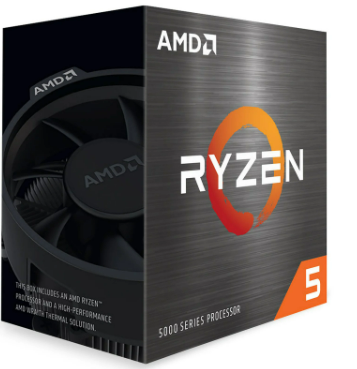 AMD
RYZEN
5
5000 SERIES PROCESSOR
AMD
AMD
THIS BOX INCLUDES AN AMD RYZEN™
PROCESSOR AND A HIGH-PERFORMANCE
AMD WRAITH THERMAL SOLUTION.